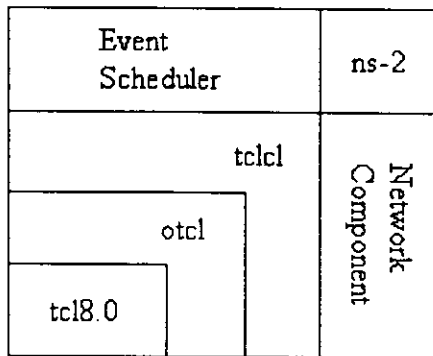 Event
Scheduler
ns-2
tclcl
otcl
tcl8.0
Network
Component